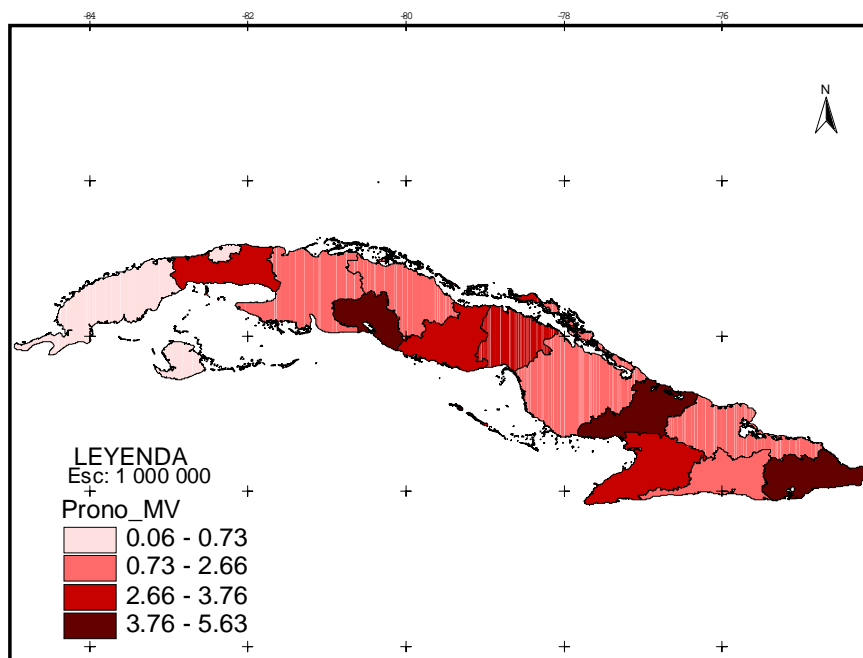 -84 -82 -80 -78 -76
N
LEYENDA
Esc: 1 000 000
Prono_MV
0.06 - 0.73
0.73 - 2.66
2.66 - 3.76
3.76 - 5.63